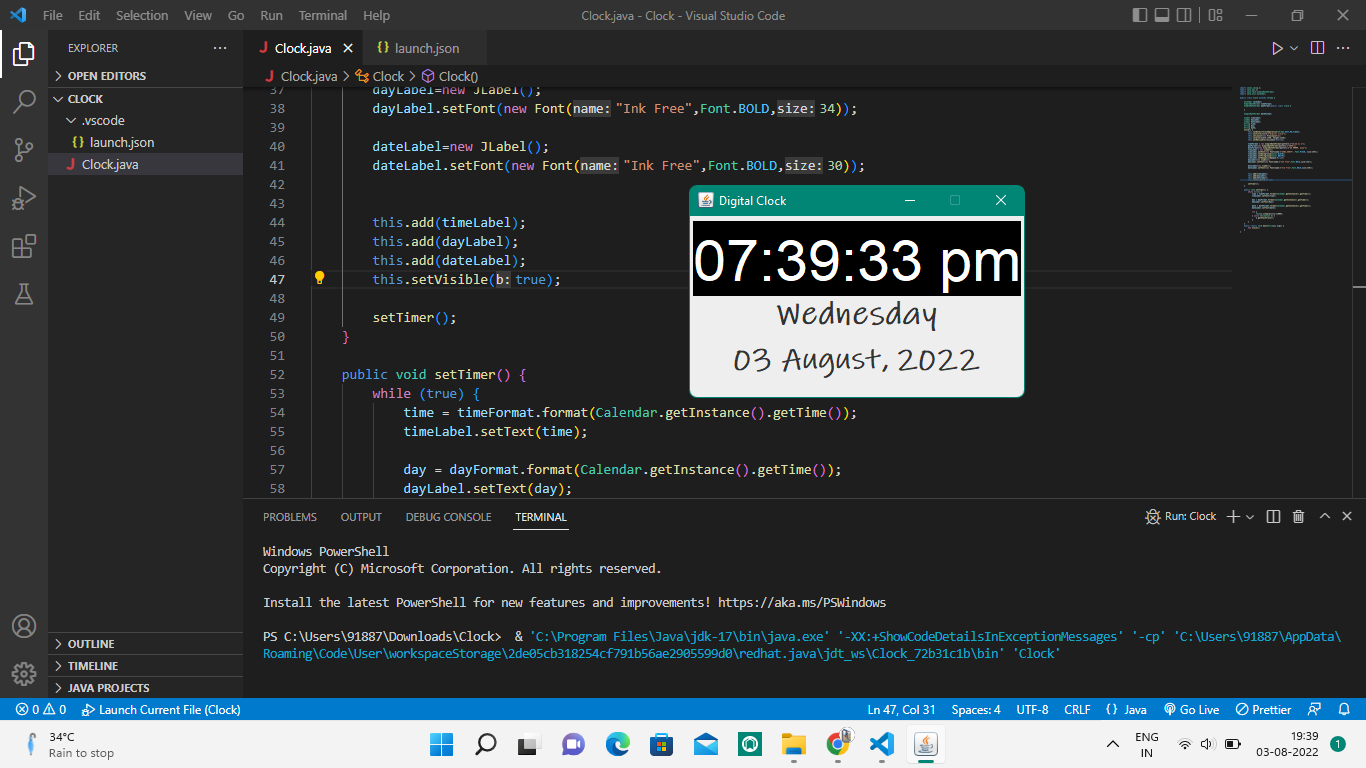 File Edit Selection View Go Run Terminal Help
Clock.java - Clock - Visual Studio Code
EXPLORER
OPEN EDITORS
CLOCK
.vscode
launch.json
Clock.java
OUTLINE
TIMELINE
JAVA PROJECTS
Clock.java
launch.json
Clock.java > Clock > Clock()
37 dayLabel=new JLabel();
38 dayLabel.setFont(new Font(name: "Ink Free",Font.BOLD,size: 34));
39
40 dateLabel=new JLabel();
41 dateLabel.setFont(new Font(name: "Ink Free",Font.BOLD,size: 30));
42
43
44 this.add(timeLabel);
45 this.add(dayLabel);
46 this.add(dateLabel);
47 this.setVisible(b: true);
48
49 setTimer();
50 }
51
52 public void setTimer() {
53 while (true) {
54 time = timeFormat.format(Calendar.getInstance().getTime());
55 timeLabel.setText(time);
56
57 day = dayFormat.format(Calendar.getInstance().getTime());
58 dayLabel.setText(day);
Digital Clock
07:39:33 pm
Wednesday
03 August, 2022
PROBLEMS OUTPUT DEBUG CONSOLE TERMINAL
Run: Clock
Windows PowerShell
Copyright (C) Microsoft Corporation. All rights reserved.
Install the latest PowerShell for new features and improvements! https://aka.ms/PSWindows
PS C:\Users\91887\Downloads\Clock>  & 'C:\Program Files\Java\jdk-17\bin\java.exe' '-XX:+ShowCodeDetailsInExceptionMessages' '-cp' 'C:\Users\91887\AppData\
Roaming\Code\User\workspaceStorage\2de05cb318254cf791b56ae2905599d0\redhat.java\jdt_ws\Clock_72b31c1b\bin' 'Clock'
0 0 Launch Current File (Clock)
Ln 47, Col 31 Spaces: 4 UTF-8 CRLF {} Java Go Live Prettier
34°C
Rain to stop
ENG
IN
19:39
03-08-2022
1